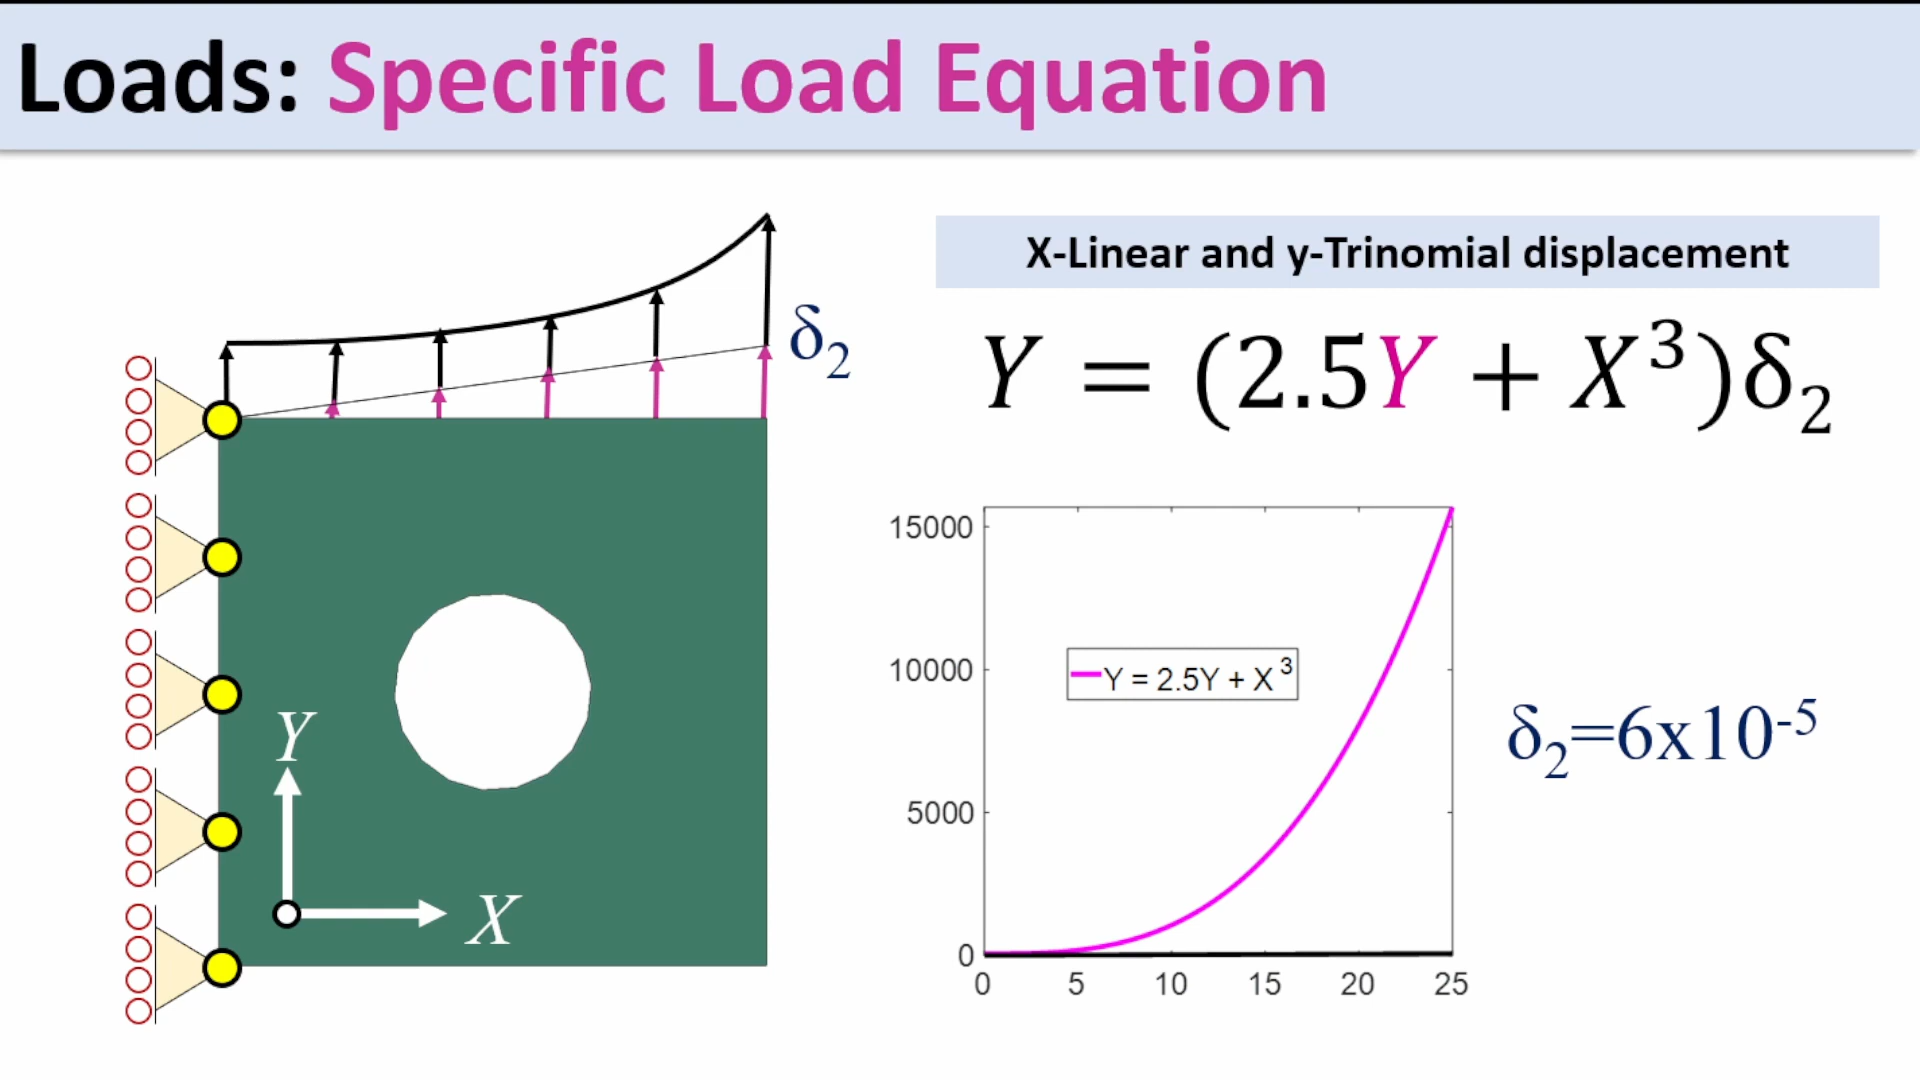 Loads: Specific Load Equation
X-Linear and y-Trinomial displacement
Y = (2.5Y + X³)δ₂
δ₂
Y
X
15000
10000
5000
0
Y = 2.5Y + X³
0 5 10 15 20 25
δ₂=6x10⁻⁵